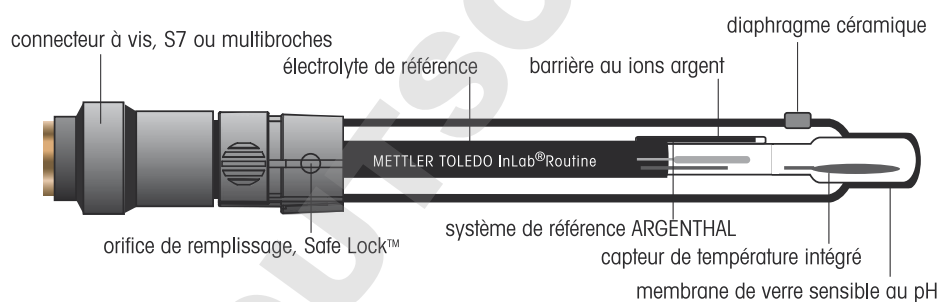 diaphragme céramique
connecteur à vis, S7 ou multibroches
électrolyte de référence
barrière au ions argent
METTLER TOLEDO InLab®Routine
système de référence ARGENTHAL
orifice de remplissage, Safe Lock™
capteur de température intégré
membrane de verre sensible au pH